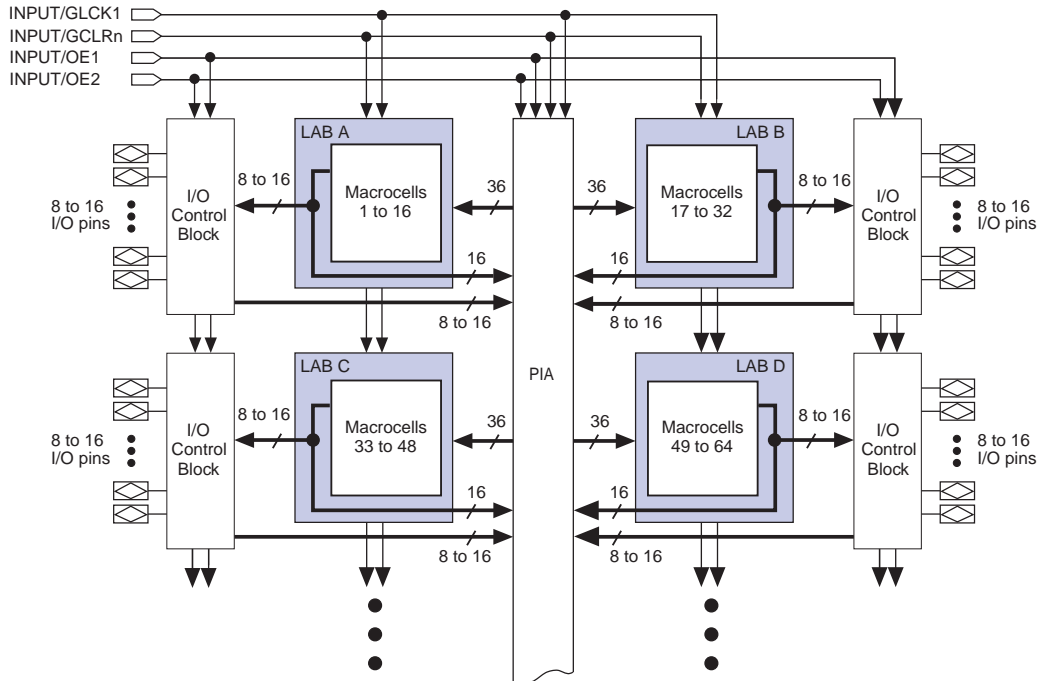 INPUT/GLCK1
INPUT/GCLRn
INPUT/OE1
INPUT/OE2
LAB A
LAB B
I/O
Control
Block
8 to 16
I/O pins
8 to 16
Macrocells
1 to 16
36
36
Macrocells
17 to 32
8 to 16
I/O
Control
Block
8 to 16
I/O pins
16
16
8 to 16
8 to 16
PIA
LAB C
LAB D
I/O
Control
Block
8 to 16
I/O pins
8 to 16
Macrocells
33 to 48
36
36
Macrocells
49 to 64
8 to 16
I/O
Control
Block
8 to 16
I/O pins
16
16
8 to 16
8 to 16